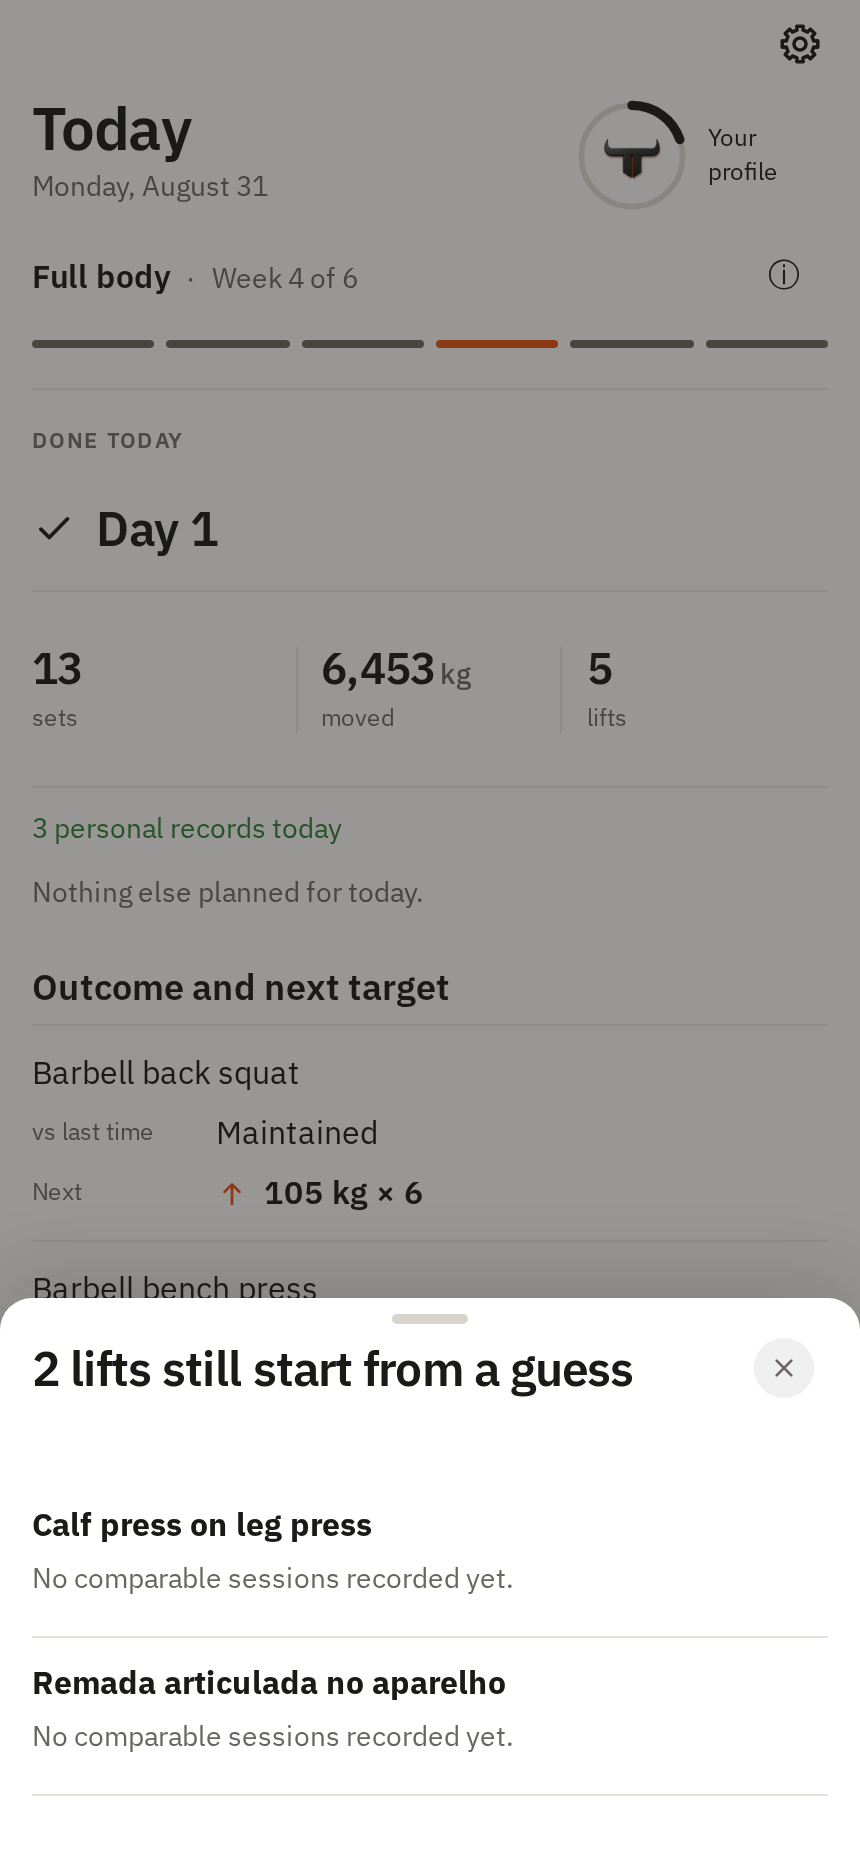 Today
Monday, August 31
Your
profile
Full body · Week 4 of 6
DONE TODAY
Day 1
13
sets
6,453 kg
moved
5
lifts
3 personal records today
Nothing else planned for today.
Outcome and next target
Barbell back squat
vs last time Maintained
Next ↑ 105 kg × 6
Barbell bench press
2 lifts still start from a guess
Calf press on leg press
No comparable sessions recorded yet.
Remada articulada no aparelho
No comparable sessions recorded yet.